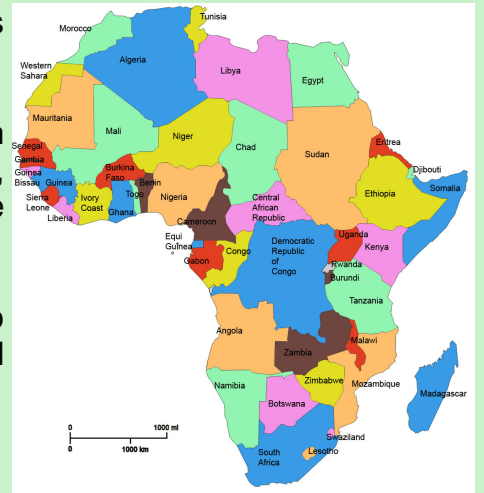 Morocco
Tunisia
Algeria
Libya
Egypt
Western
Sahara
Mauritania
Mali
Niger
Chad
Sudan
Eritrea
Senegal
Gambia
Guinea
Bissau
Guinea
Sierra
Leone
Liberia
Ivory
Coast
Burkina
Faso
Ghana
Togo
Benin
Nigeria
Cameroon
Central
African
Republic
Djibouti
Ethiopia
Somalia
Equi
Guinea
Gabon
Congo
Democratic
Republic
of
Congo
Uganda
Kenya
Rwanda
Burundi
Tanzania
Angola
Zambia
Malawi
Mozambique
Zimbabwe
Namibia
Botswana
Madagascar
Swaziland
Lesotho
South
Africa
0 1000 ml
0 1000 km